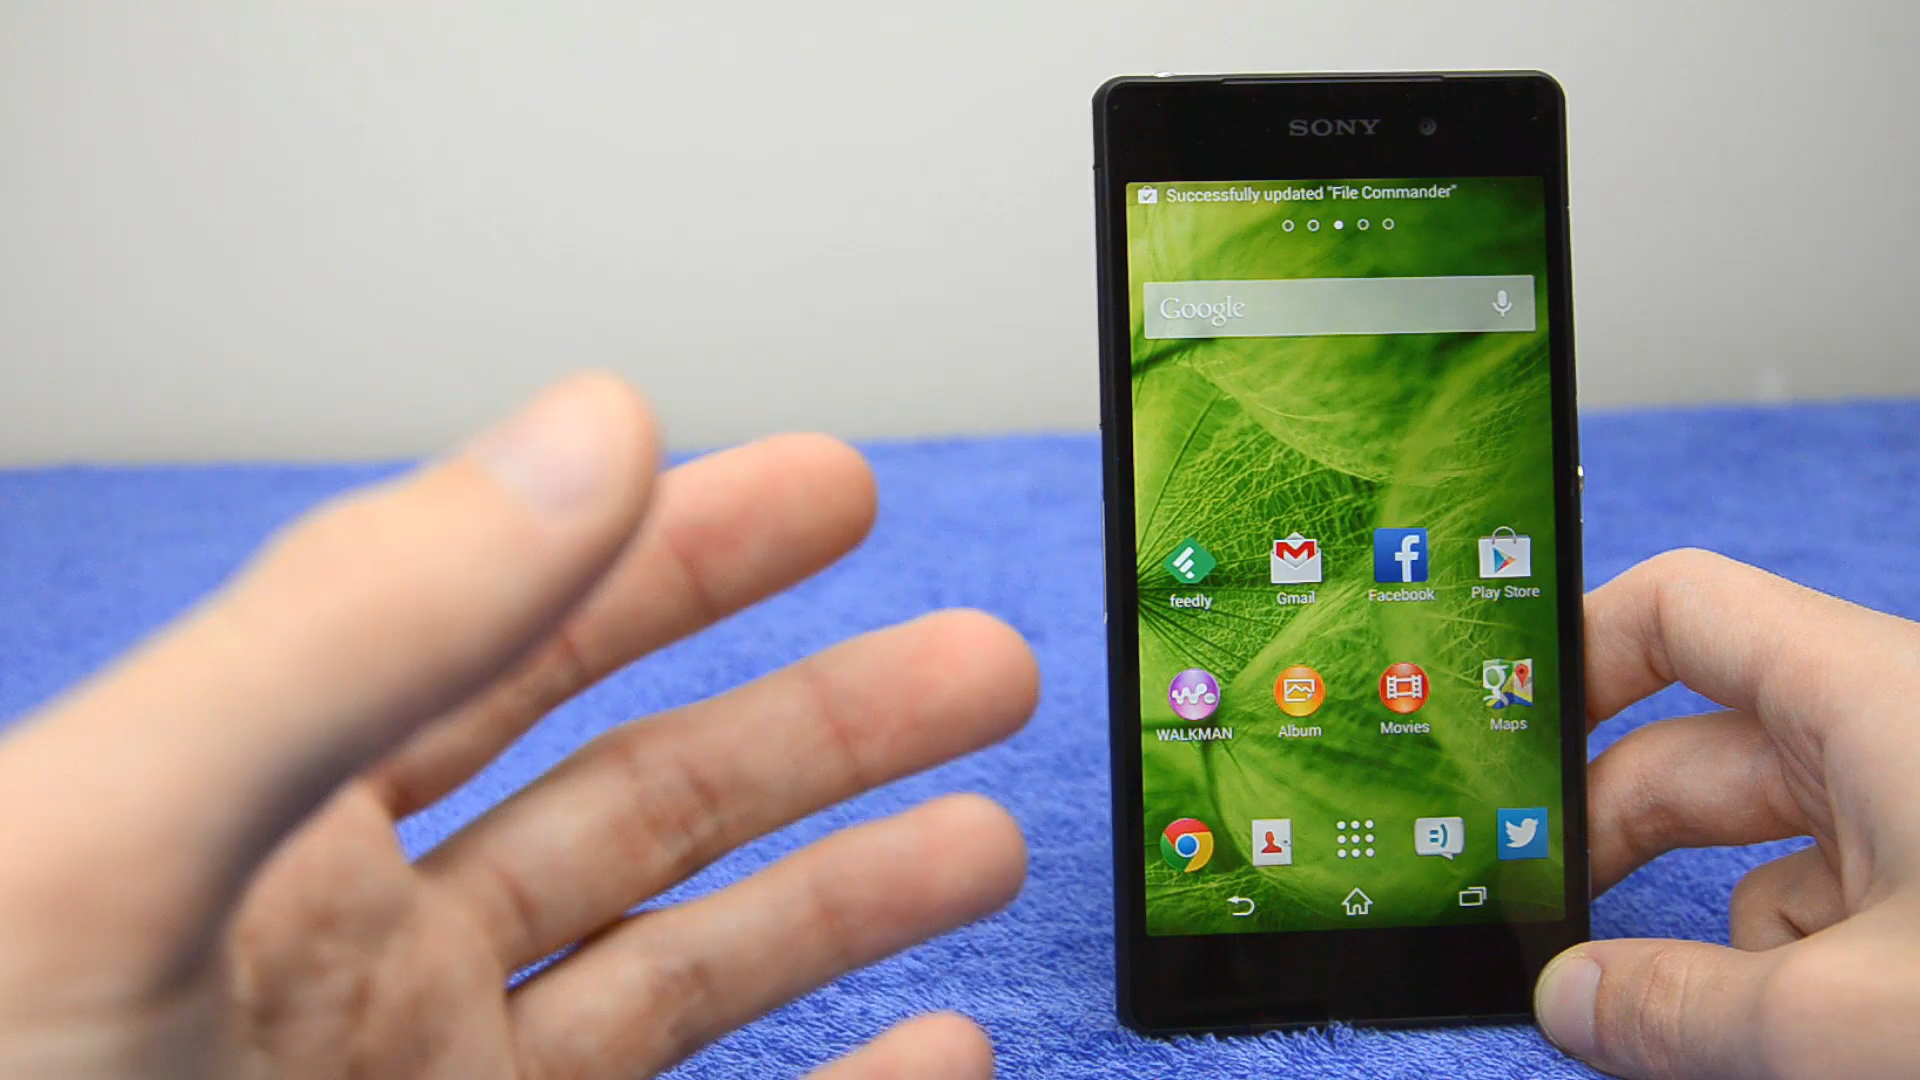 SONY
Successfully updated "File Commander"
Google
feedly Gmail Facebook Play Store
WALKMAN Album Movies Maps